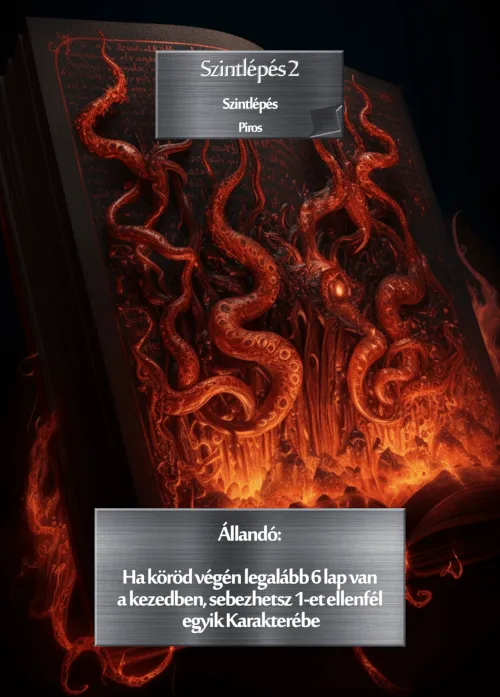 Szintlépés 2
Szintlépés
Piros
Állandó:
Ha köröd végén legalább 6 lap van
a kezedben, sebezhetsz 1-et ellenfél
egyik Karakterébe